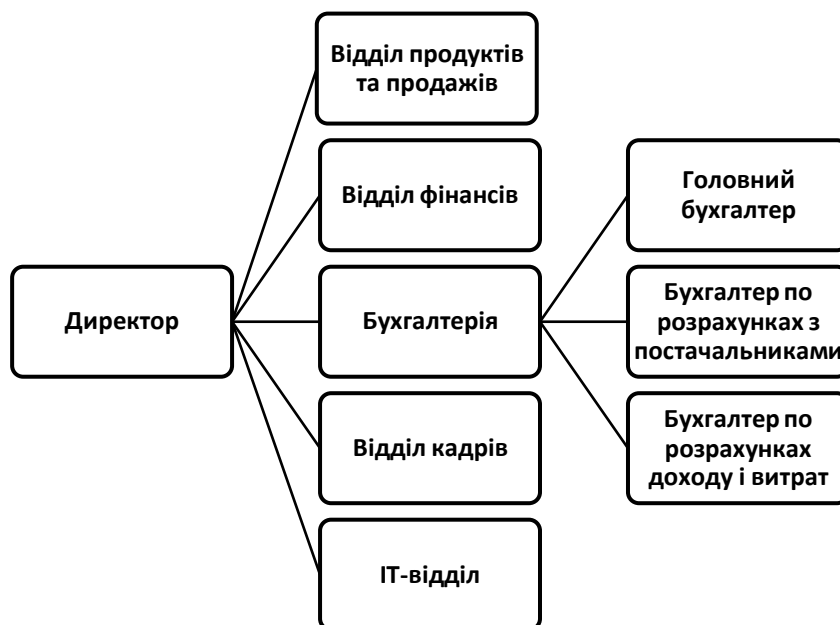 Відділ продуктів
та продажів
Відділ фінансів
Головний
бухгалтер
Директор
Бухгалтерія
Бухгалтер по
розрахунках з
постачальниками
Відділ кадрів
Бухгалтер по
розрахунках
доходу і витрат
ІТ-відділ